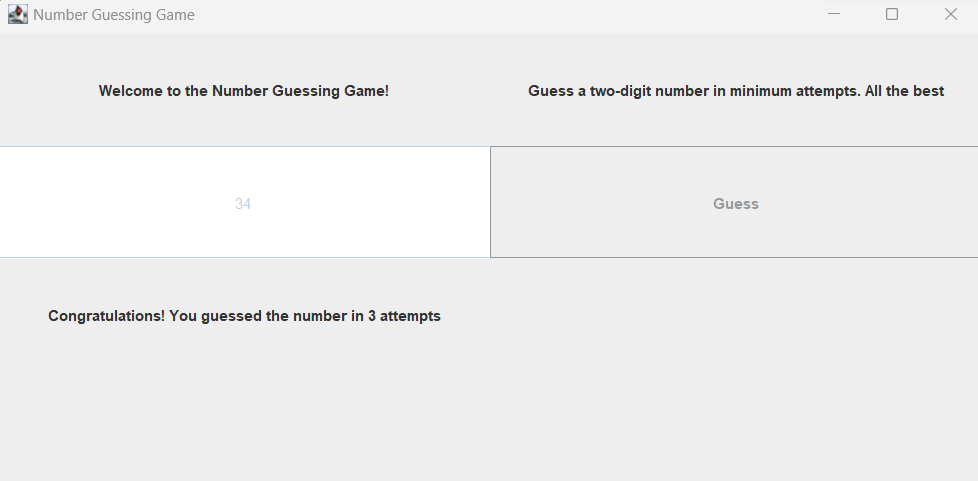 Number Guessing Game
Welcome to the Number Guessing Game!
Guess a two-digit number in minimum attempts. All the best
34
Guess
Congratulations! You guessed the number in 3 attempts